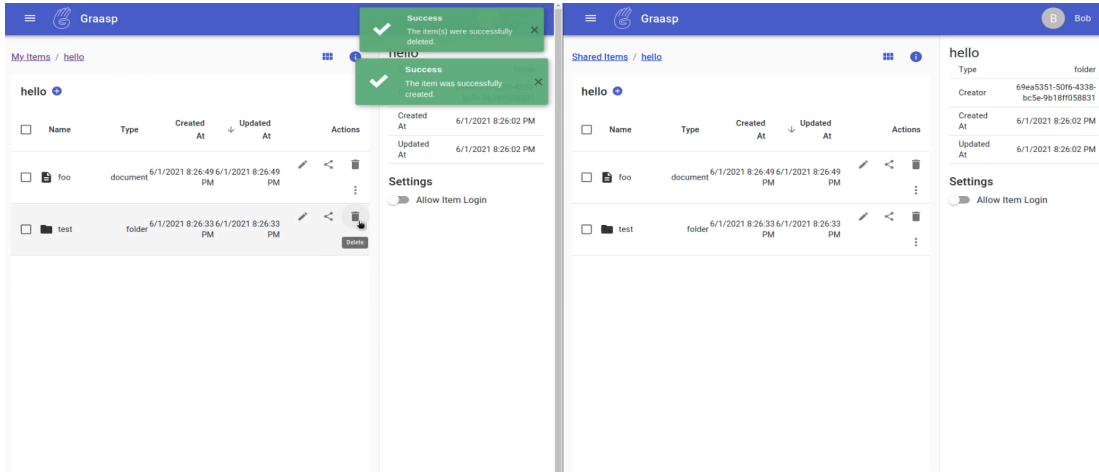 Graasp
Success
The item(s) were successfully
deleted.
My Items / hello
hello
Success
The item was successfully
created.
hello
Name Type Created At Updated At Actions
foo document 6/1/2021 8:26:49 PM 6/1/2021 8:26:49 PM
test folder 6/1/2021 8:26:33 PM 6/1/2021 8:26:33 PM
Delete
Created At 6/1/2021 8:26:02 PM
Updated At 6/1/2021 8:26:02 PM
Settings
Allow Item Login
Graasp
B Bob
Shared Items / hello
hello
Name Type Created At Updated At Actions
foo document 6/1/2021 8:26:49 PM 6/1/2021 8:26:49 PM
test folder 6/1/2021 8:26:33 PM 6/1/2021 8:26:33 PM
hello
Type folder
Creator 69ea5351-50f6-4338-
bc5e-9b18ff058831
Created At 6/1/2021 8:26:02 PM
Updated At 6/1/2021 8:26:02 PM
Settings
Allow Item Login